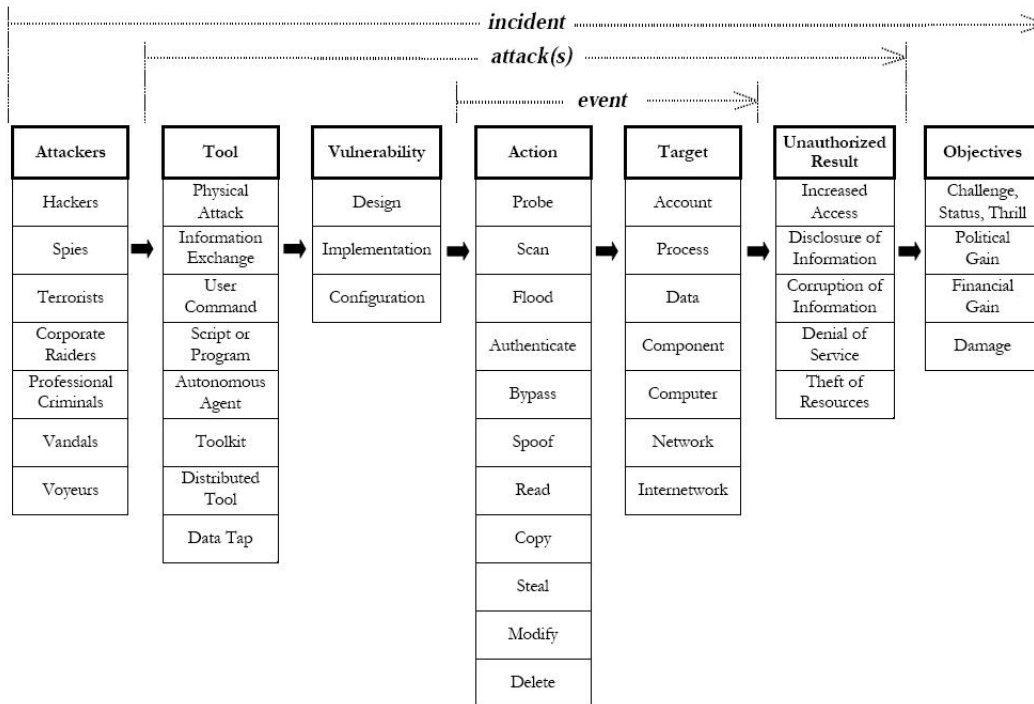 incident
attack(s)
event
Attackers
Hackers
Spies
Terrorists
Corporate
Raiders
Professional
Criminals
Vandals
Voyeurs
Tool
Physical
Attack
Information
Exchange
User
Command
Script or
Program
Autonomous
Agent
Toolkit
Distributed
Tool
Data Tap
Vulnerability
Design
Implementation
Configuration
Action
Probe
Scan
Flood
Authenticate
Bypass
Spoof
Read
Copy
Steal
Modify
Delete
Target
Account
Process
Data
Component
Computer
Network
Internetwork
Unauthorized
Result
Increased
Access
Disclosure of
Information
Corruption of
Information
Denial of
Service
Theft of
Resources
Objectives
Challenge,
Status, Thrill
Political
Gain
Financial
Gain
Damage